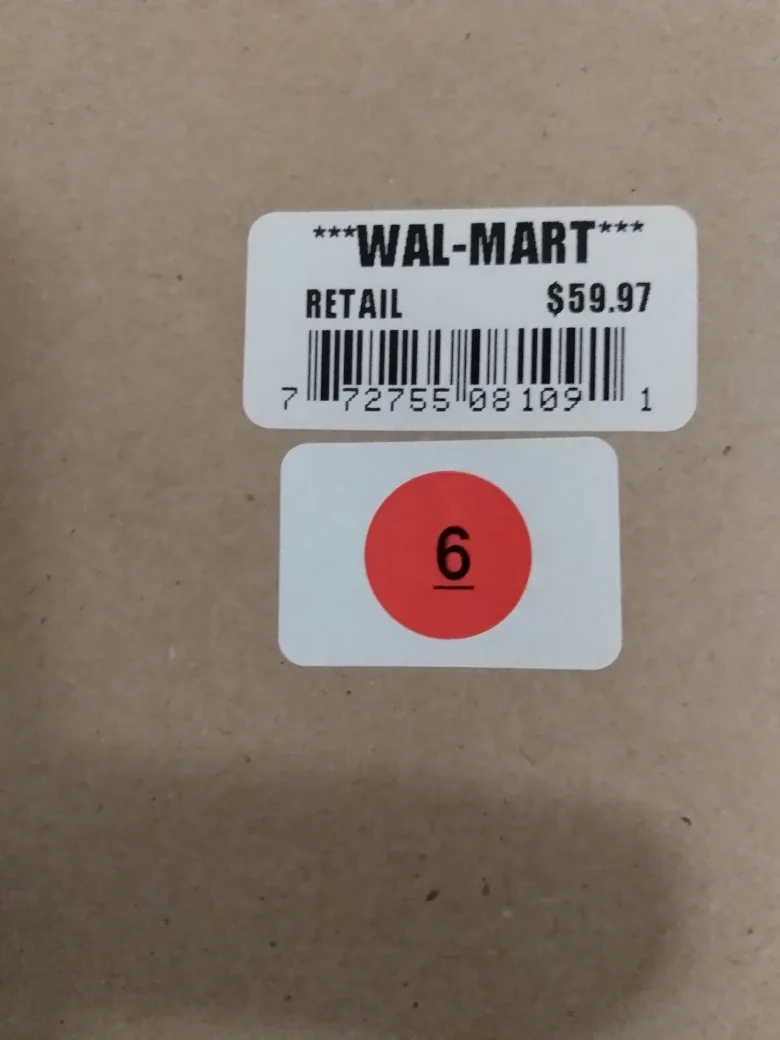 ***WAL-MART***
RETAIL $59.97
7 72755 08109 1
6